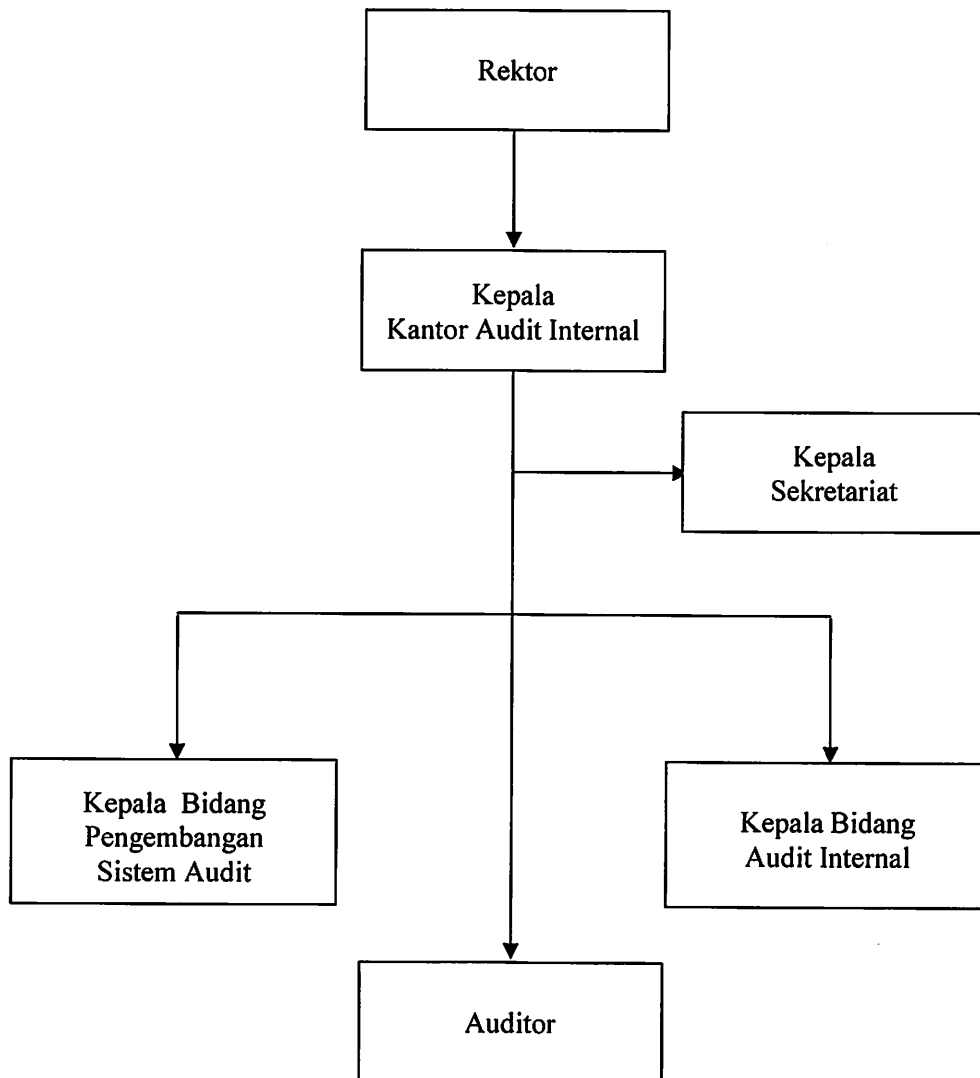 Rektor
Kepala
Kantor Audit Internal
Kepala
Sekretariat
Kepala Bidang
Pengembangan
Sistem Audit
Kepala Bidang
Audit Internal
Auditor